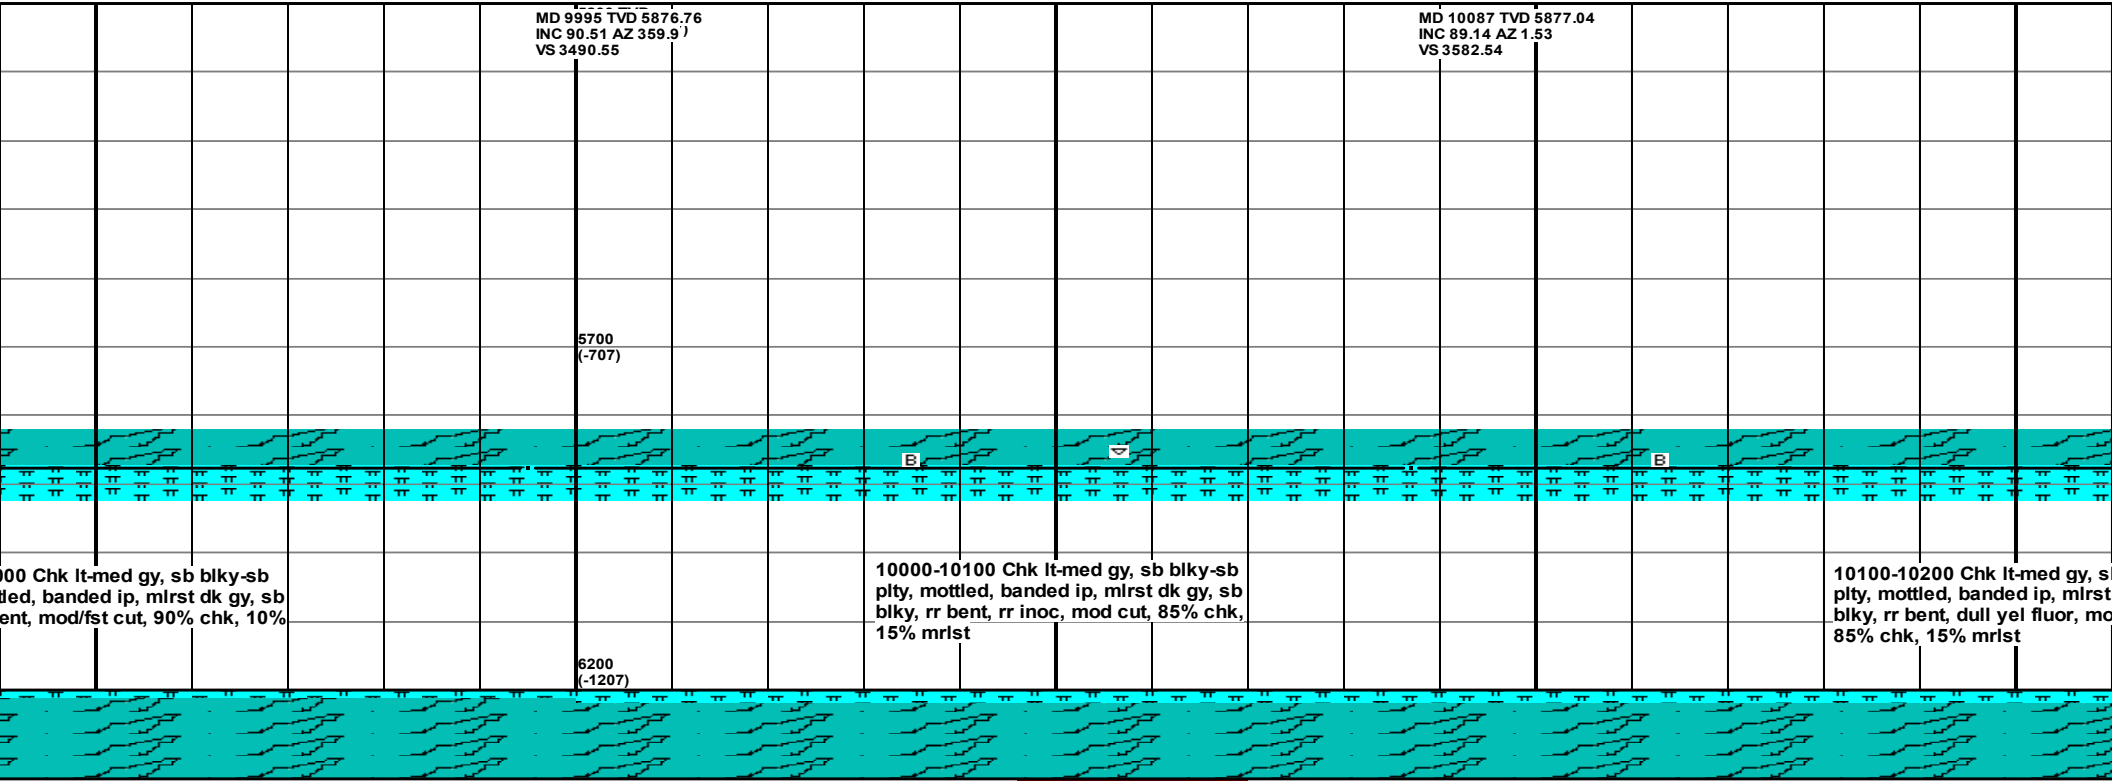 MD 9995 TVD 5876.76
INC 90.51 AZ 359.9
VS 3490.55
MD 10087 TVD 5877.04
INC 89.14 AZ 1.53
VS 3582.54
5700
(-707)
B
B
000 Chk lt-med gy, sb blky-sb
tled, banded ip, mlrst dk gy, sb
ent, mod/fst cut, 90% chk, 10%
10000-10100 Chk lt-med gy, sb blky-sb
plty, mottled, banded ip, mlrst dk gy, sb
blky, rr bent, rr inoc, mod cut, 85% chk,
15% mrlst
10100-10200 Chk lt-med gy, sb
plty, mottled, banded ip, mlrst
blky, rr bent, dull yel fluor, mo
85% chk, 15% mrlst
6200
(-1207)